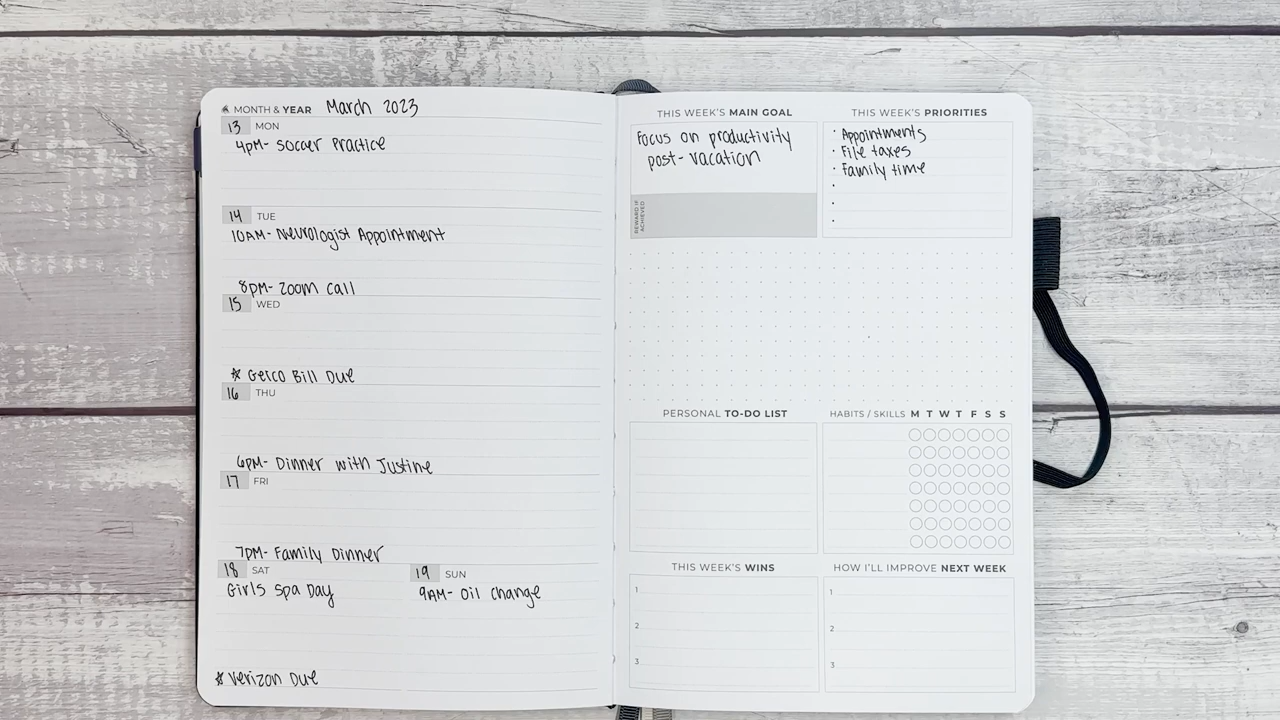 MONTH & YEAR March 2023
13 MON
4PM- Soccer Practice
14 TUE
10AM- Neurologin Appointment
8PM- Zoom call
15 WED
* Geico Bill Due
16 THU
6PM- Dinner with Justine
17 FRI
7PM- Family Dinner
18 SAT
Girls Spa Day
* Verizon Due
19 SUN
9AM- Oil change
THIS WEEK'S MAIN GOAL
Focus on productivity
post-vacation
REWARD IF
ACHIEVED
THIS WEEK'S PRIORITIES
· Appointments
· File taxes
· Family time
·
·
·
PERSONAL TO-DO LIST
HABITS / SKILLS M T W T F S S
THIS WEEK'S WINS
1
2
3
HOW I'LL IMPROVE NEXT WEEK
1
2
3